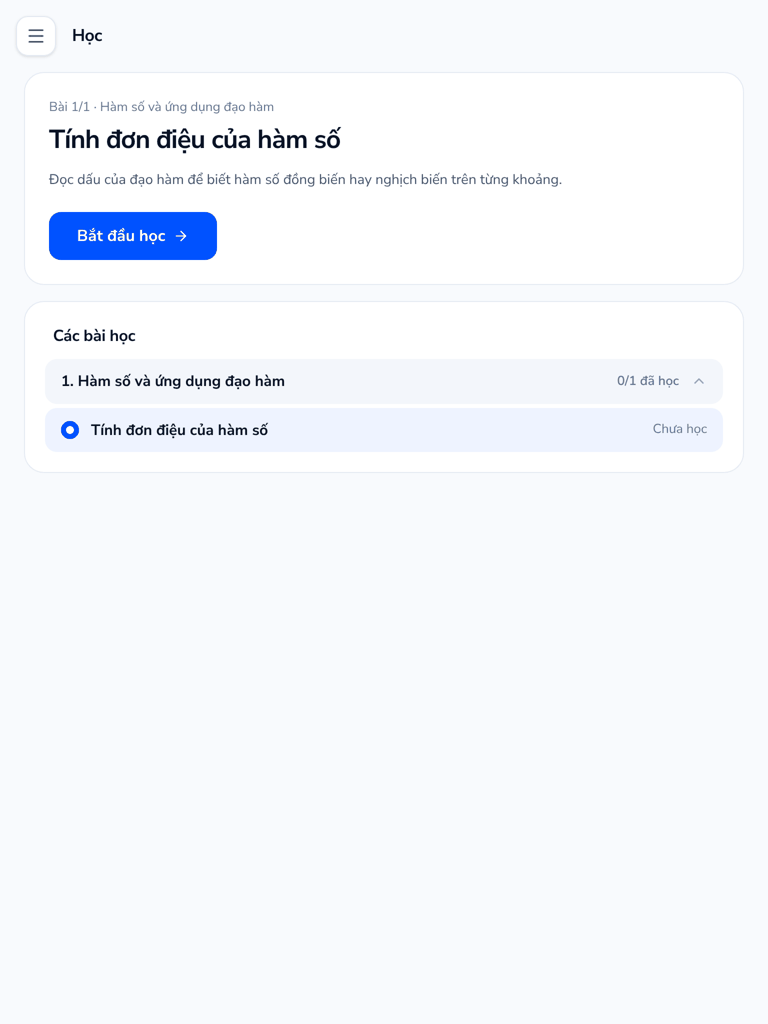 Học
Bài 1/1 · Hàm số và ứng dụng đạo hàm
Tính đơn điệu của hàm số
Đọc dấu của đạo hàm để biết hàm số đồng biến hay nghịch biến trên từng khoảng.
Bắt đầu học →
Các bài học
1. Hàm số và ứng dụng đạo hàm 0/1 đã học
Tính đơn điệu của hàm số Chưa học